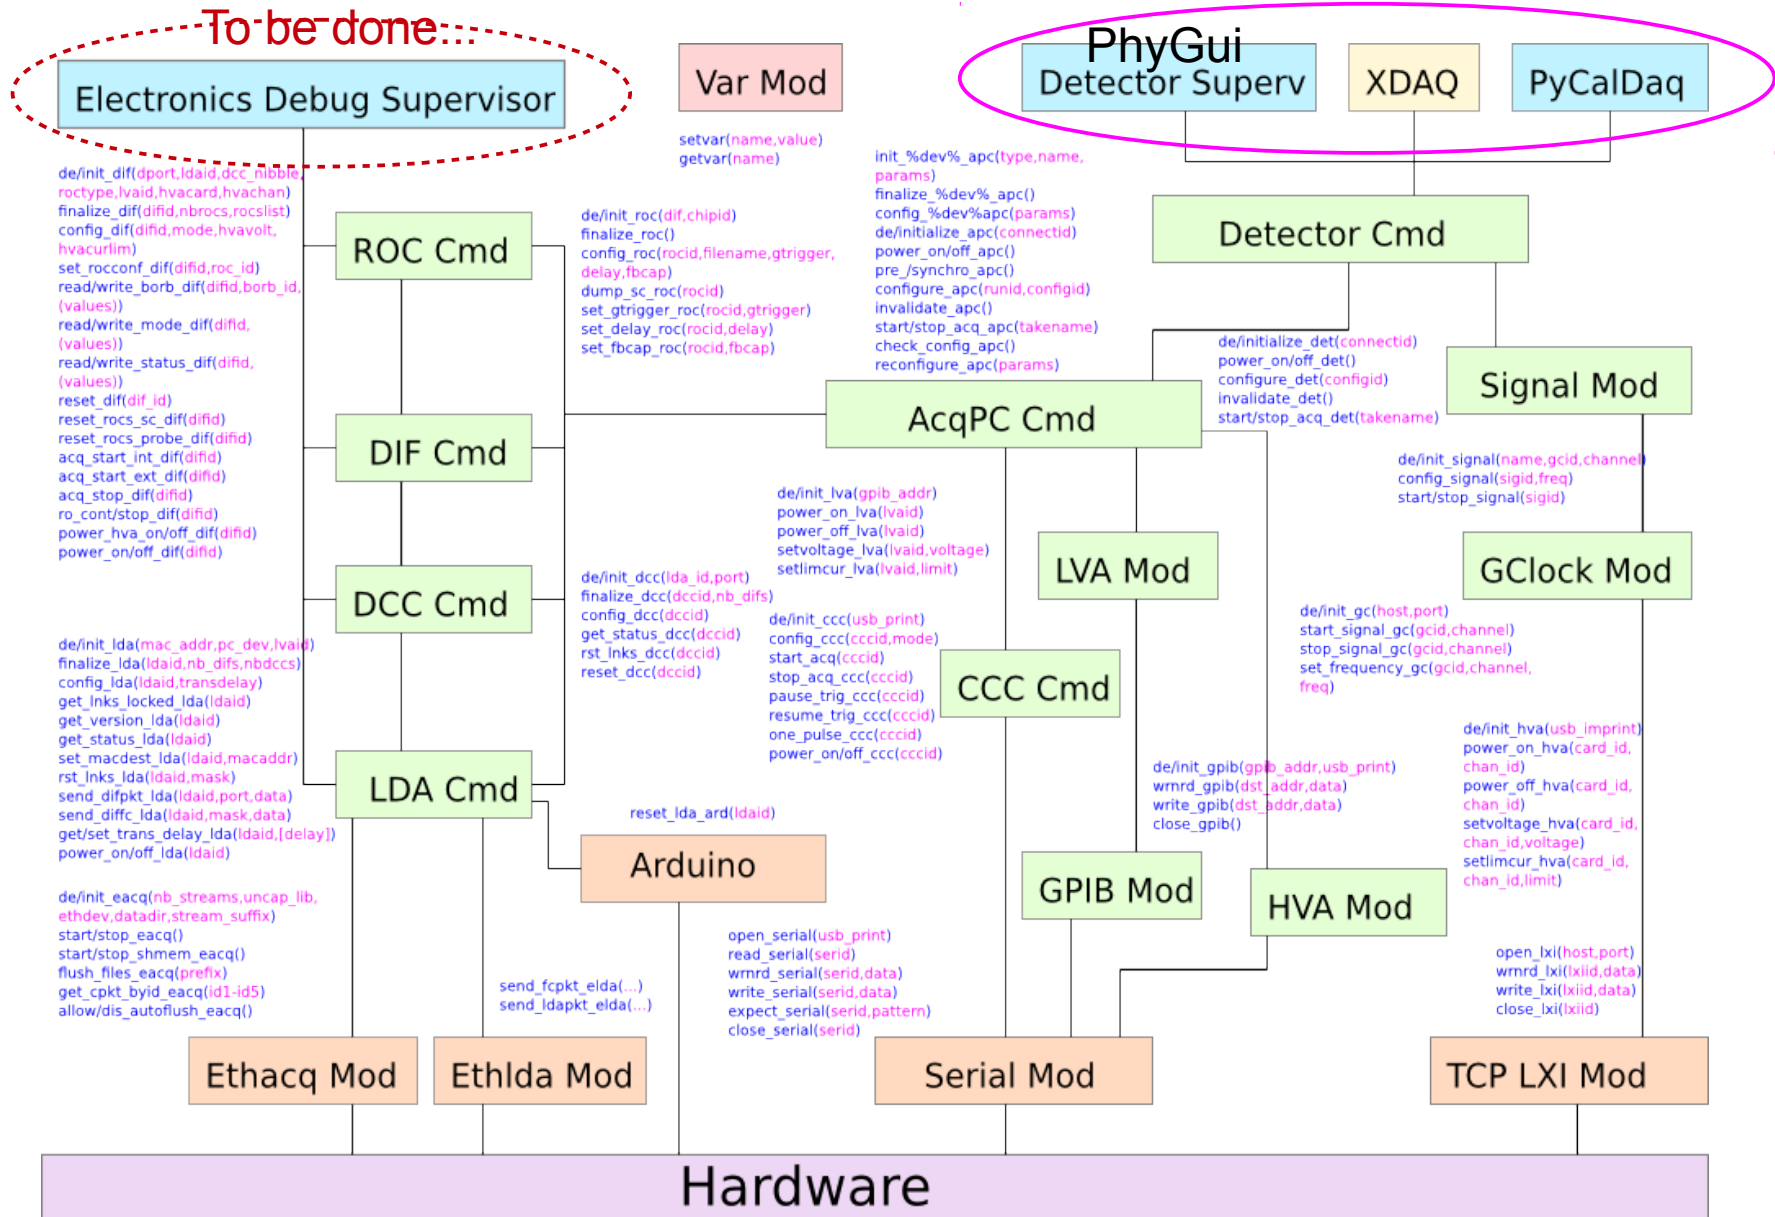 To be done...
Electronics Debug Supervisor
Var Mod
PhyGui
Detector Superv
XDAQ
PyCalDaq
setvar(name,value)
getvar(name)
de/init_dif(dport,ldaid,dcc_nibble,
roctype,lvaid,hvacard,hvachan)
finalize_dif(difid,nbrocs,rocslist)
config_dif(difid,mode,hvavolt,
hvacurlim)
set_rocconf_dif(difid,roc_id)
read/write_borb_dif(difid,borb_id,
(values))
read/write_mode_dif(difid,
(values))
read/write_status_dif(difid,
(values))
reset_dif(dif_id)
reset_rocs_sc_dif(difid)
reset_rocs_probe_dif(difid)
acq_start_int_dif(difid)
acq_start_ext_dif(difid)
acq_stop_dif(difid)
ro_cont/stop_dif(difid)
power_hva_on/off_dif(difid)
power_on/off_dif(difid)
ROC Cmd
de/init_roc(dif,chipid)
finalize_roc()
config_roc(rocid,filename,gtrigger,
delay,fbcap)
dump_sc_roc(rocid)
set_gtrigger_roc(rocid,gtrigger)
set_delay_roc(rocid,delay)
set_fbcap_roc(rocid,fbcap)
init_%dev%_apc(type,name,
params)
finalize_%dev%_apc()
config_%dev%apc(params)
de/initialize_apc(connectid)
power_on/off_apc()
pre_/synchro_apc()
configure_apc(runid,configid)
invalidate_apc()
start/stop_acq_apc(takename)
check_config_apc()
reconfigure_apc(params)
Detector Cmd
de/initialize_det(connectid)
power_on/off_det()
configure_det(configid)
invalidate_det()
start/stop_acq_det(takename)
Signal Mod
AcqPC Cmd
DIF Cmd
de/init_signal(name,gcid,channel)
config_signal(sigid,freq)
start/stop_signal(sigid)
de/init_lva(gpib_addr)
power_on_lva(lvaid)
power_off_lva(lvaid)
setvoltage_lva(lvaid,voltage)
setlimcur_lva(lvaid,limit)
LVA Mod
GClock Mod
DCC Cmd
de/init_dcc(lda_id,port)
finalize_dcc(dccid,nb_difs)
config_dcc(dccid)
get_status_dcc(dccid)
rst_lnks_dcc(dccid)
reset_dcc(dccid)
de/init_ccc(usb_print)
config_ccc(cccid,mode)
start_acq(cccid)
stop_acq_ccc(cccid)
pause_trig_ccc(cccid)
resume_trig_ccc(cccid)
one_pulse_ccc(cccid)
power_on/off_ccc(cccid)
CCC Cmd
de/init_gc(host,port)
start_signal_gc(gcid,channel)
stop_signal_gc(gcid,channel)
set_frequency_gc(gcid,channel,
freq)
de/init_lda(mac_addr,pc_dev,lvaid)
finalize_lda(ldaid,nb_difs,nbdccs)
config_lda(ldaid,transdelay)
get_lnks_locked_lda(ldaid)
get_version_lda(ldaid)
get_status_lda(ldaid)
set_macdest_lda(ldaid,macaddr)
rst_lnks_lda(ldaid,mask)
send_difpkt_lda(ldaid,port,data)
send_diffc_lda(ldaid,mask,data)
get/set_trans_delay_lda(ldaid,[delay])
power_on/off_lda(ldaid)
LDA Cmd
reset_lda_ard(ldaid)
Arduino
de/init_gpib(gpib_addr,usb_print)
wrnrd_gpib(dst_addr,data)
write_gpib(dst_addr,data)
close_gpib()
de/init_hva(usb_imprint)
power_on_hva(card_id,
chan_id)
power_off_hva(card_id,
chan_id)
setvoltage_hva(card_id,
chan_id,voltage)
setlimcur_hva(card_id,
chan_id,limit)
GPIB Mod
HVA Mod
de/init_eacq(nb_streams,uncap_lib,
ethdev,datadir,stream_suffix)
start/stop_eacq()
start/stop_shmem_eacq()
flush_files_eacq(prefix)
get_cpkt_byid_eacq(id1-id5)
allow/dis_autoflush_eacq()
send_fcpkt_elda(...)
send_ldapkt_elda(...)
open_serial(usb_print)
read_serial(serid)
wrnrd_serial(serid,data)
write_serial(serid,data)
expect_serial(serid,pattern)
close_serial(serid)
open_lxi(host,port)
wrnrd_lxi(lxiid,data)
write_lxi(lxiid,data)
close_lxi(lxiid)
Ethacq Mod
Ethlda Mod
Serial Mod
TCP LXI Mod
Hardware